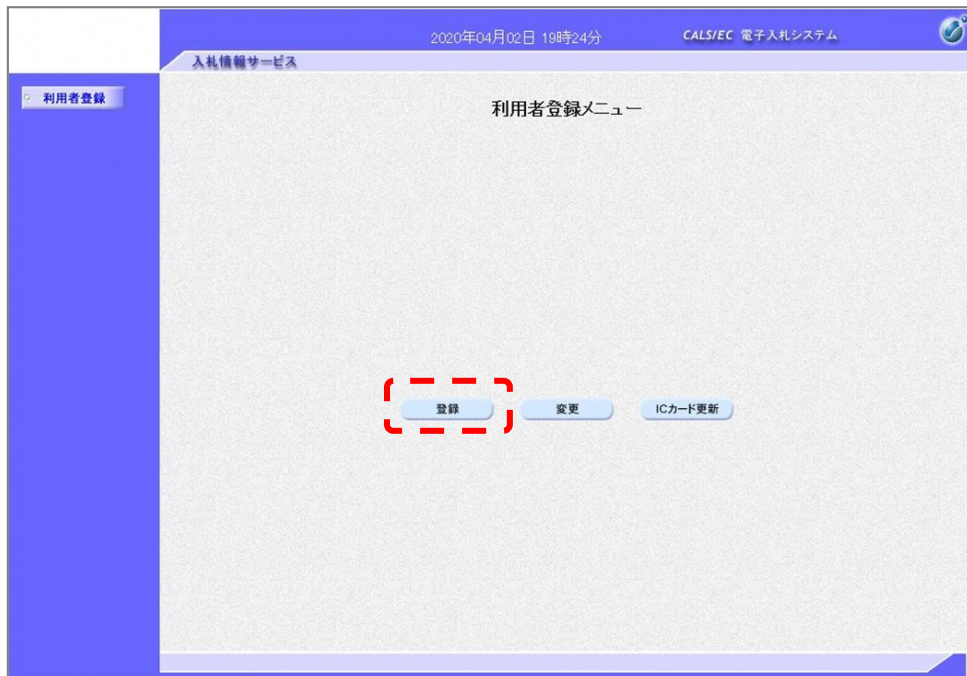 2020年04月02日 19時24分
CALS/EC 電子入札システム
入札情報サービス
利用者登録
利用者登録メニュー
登録
変更
ICカード更新